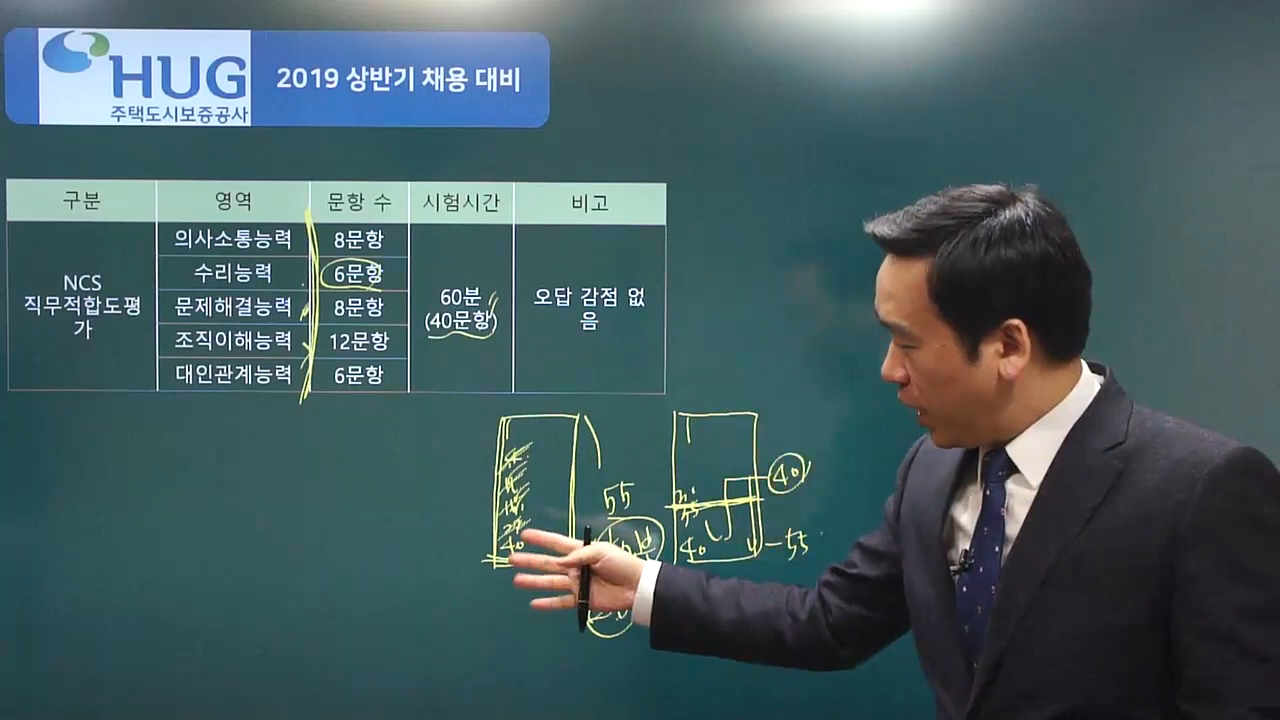 HUG
주택도시보증공사
2019 상반기 채용 대비
구분 영역 문항 수 시험시간 비고
NCS
직무적합도평
가
의사소통능력 8문항
수리능력 6문항
문제해결능력 8문항
조직이해능력 12문항
대인관계능력 6문항
60분
(40문항)
오답 감점 없
음
55
40
40
40
55